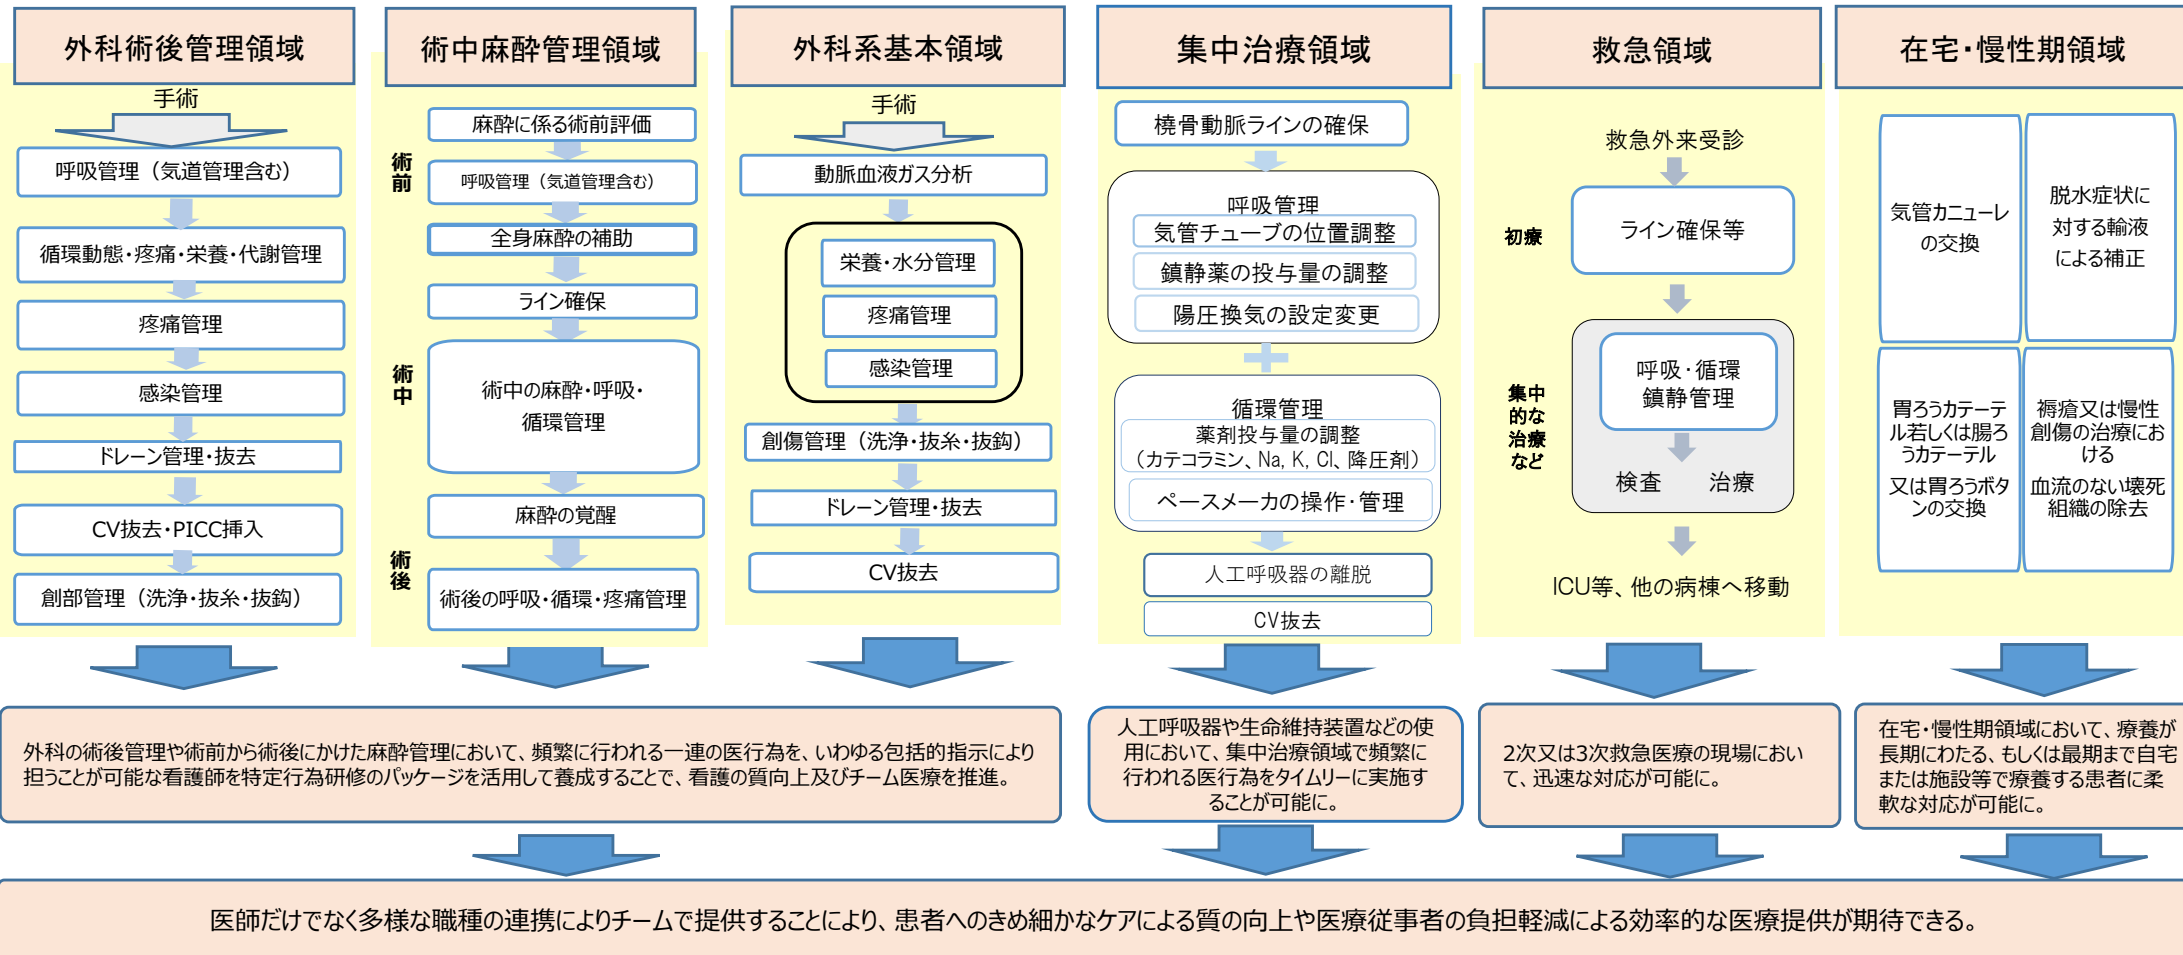 外科術後管理領域
手術
呼吸管理（気道管理含む）
循環動態・疼痛・栄養・代謝管理
疼痛管理
感染管理
ドレーン管理・抜去
CV抜去・PICC挿入
創部管理（洗浄・抜糸・抜鈎）
術中麻酔管理領域
術前
麻酔に係る術前評価
呼吸管理（気道管理含む）
全身麻酔の補助
ライン確保
術中
術中の麻酔・呼吸・
循環管理
麻酔の覚醒
術後
術後の呼吸・循環・疼痛管理
外科系基本領域
手術
動脈血液ガス分析
栄養・水分管理
疼痛管理
感染管理
創傷管理（洗浄・抜糸・抜鈎）
ドレーン管理・抜去
CV抜去
集中治療領域
橈骨動脈ラインの確保
呼吸管理
気管チューブの位置調整
鎮静薬の投与量の調整
陽圧換気の設定変更
循環管理
薬剤投与量の調整
（カテコラミン、Na, K, Cl、降圧剤）
ペースメーカの操作・管理
人工呼吸器の離脱
CV抜去
救急領域
救急外来受診
初療
ライン確保等
集中
的な
治療
など
呼吸・循環
鎮静管理
検査 治療
ICU等、他の病棟へ移動
在宅・慢性期領域
気管カニューレ
の交換
脱水症状に
対する輸液
による補正
胃ろうカテーテ
ル若しくは腸ろ
うカテーテル
又は胃ろうボタ
ンの交換
褥瘡又は慢性
創傷の治療にお
ける
血流のない壊死
組織の除去
外科の術後管理や術前から術後にかけた麻酔管理において、頻繁に行われる一連の医行為を、いわゆる包括的指示により
担うことが可能な看護師を特定行為研修のパッケージを活用して養成することで、看護の質向上及びチーム医療を推進。
人工呼吸器や生命維持装置などの使
用において、集中治療領域で頻繁に
行われる医行為をタイムリーに実施す
ることが可能に。
2次又は3次救急医療の現場におい
て、迅速な対応が可能に。
在宅・慢性期領域において、療養が
長期にわたる、もしくは最期まで自宅
または施設等で療養する患者に柔
軟な対応が可能に。
医師だけでなく多様な職種の連携によりチームで提供することにより、患者へのきめ細かなケアによる質の向上や医療従事者の負担軽減による効率的な医療提供が期待できる。